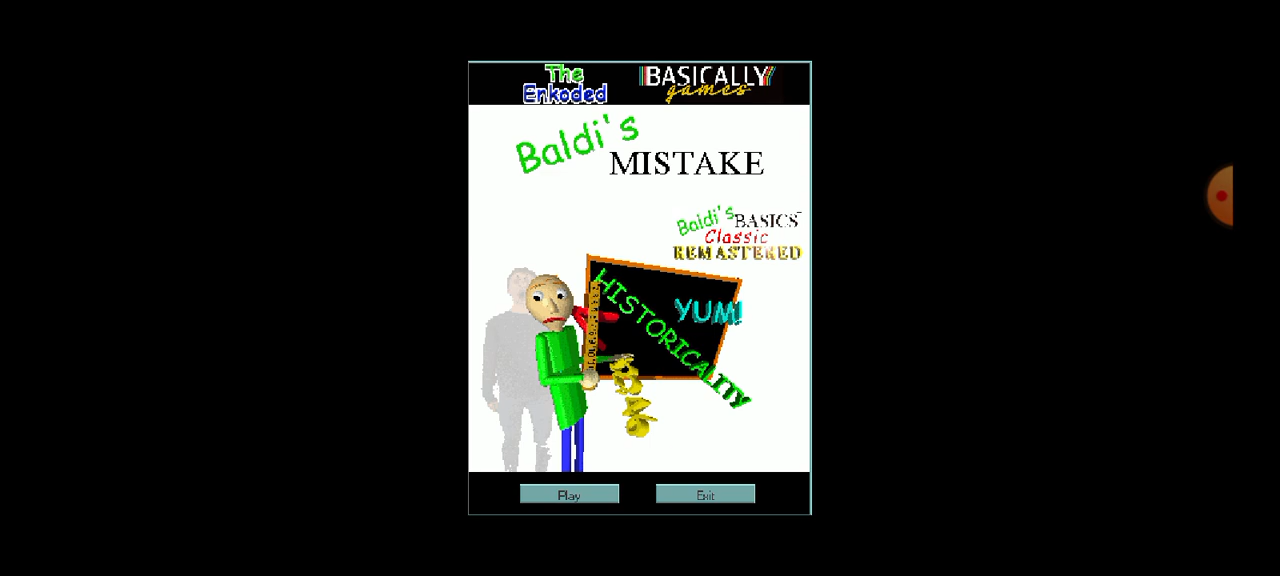 The
Enkoded
BASICALLY
games
Baldi's
MISTAKE
Baldi's BASICS
Classic
REMASTERED
HISTORICALITY
YUM!
Play
Exit